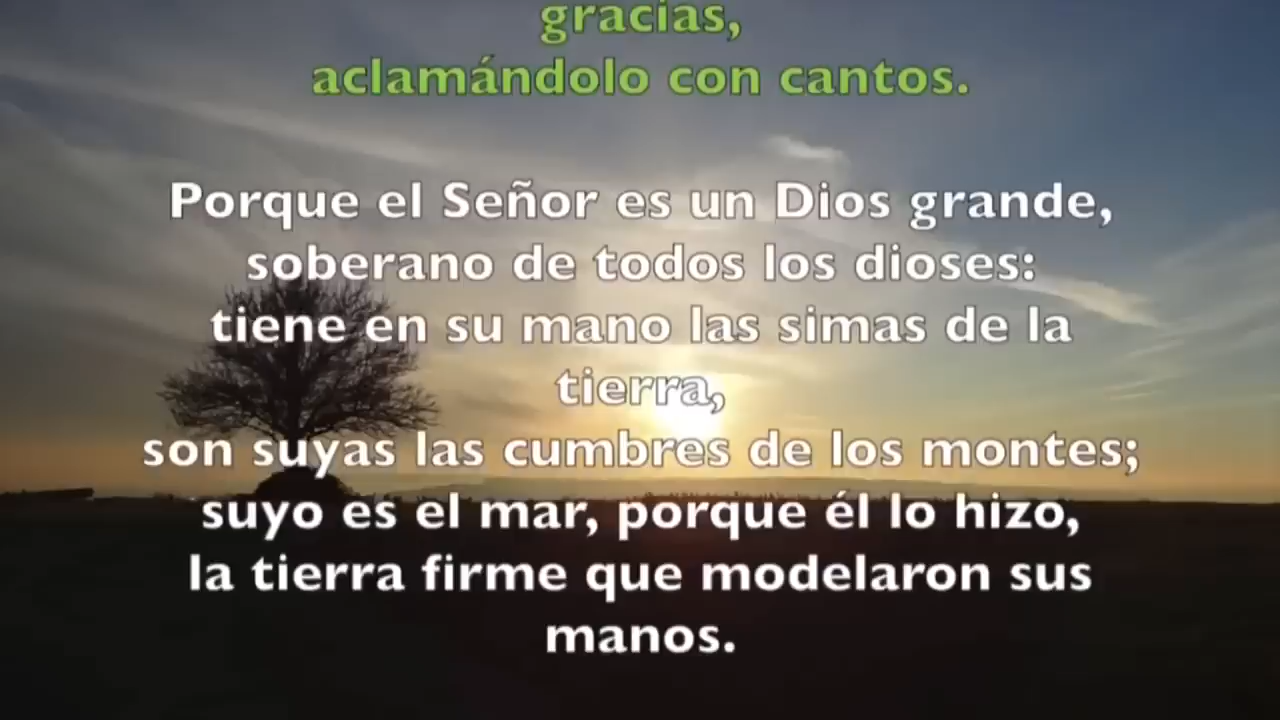 gracias,
aclamándolo con cantos.
Porque el Señor es un Dios grande,
soberano de todos los dioses:
tiene en su mano las simas de la
tierra,
son suyas las cumbres de los montes;
suyo es el mar, porque él lo hizo,
la tierra firme que modelaron sus
manos.